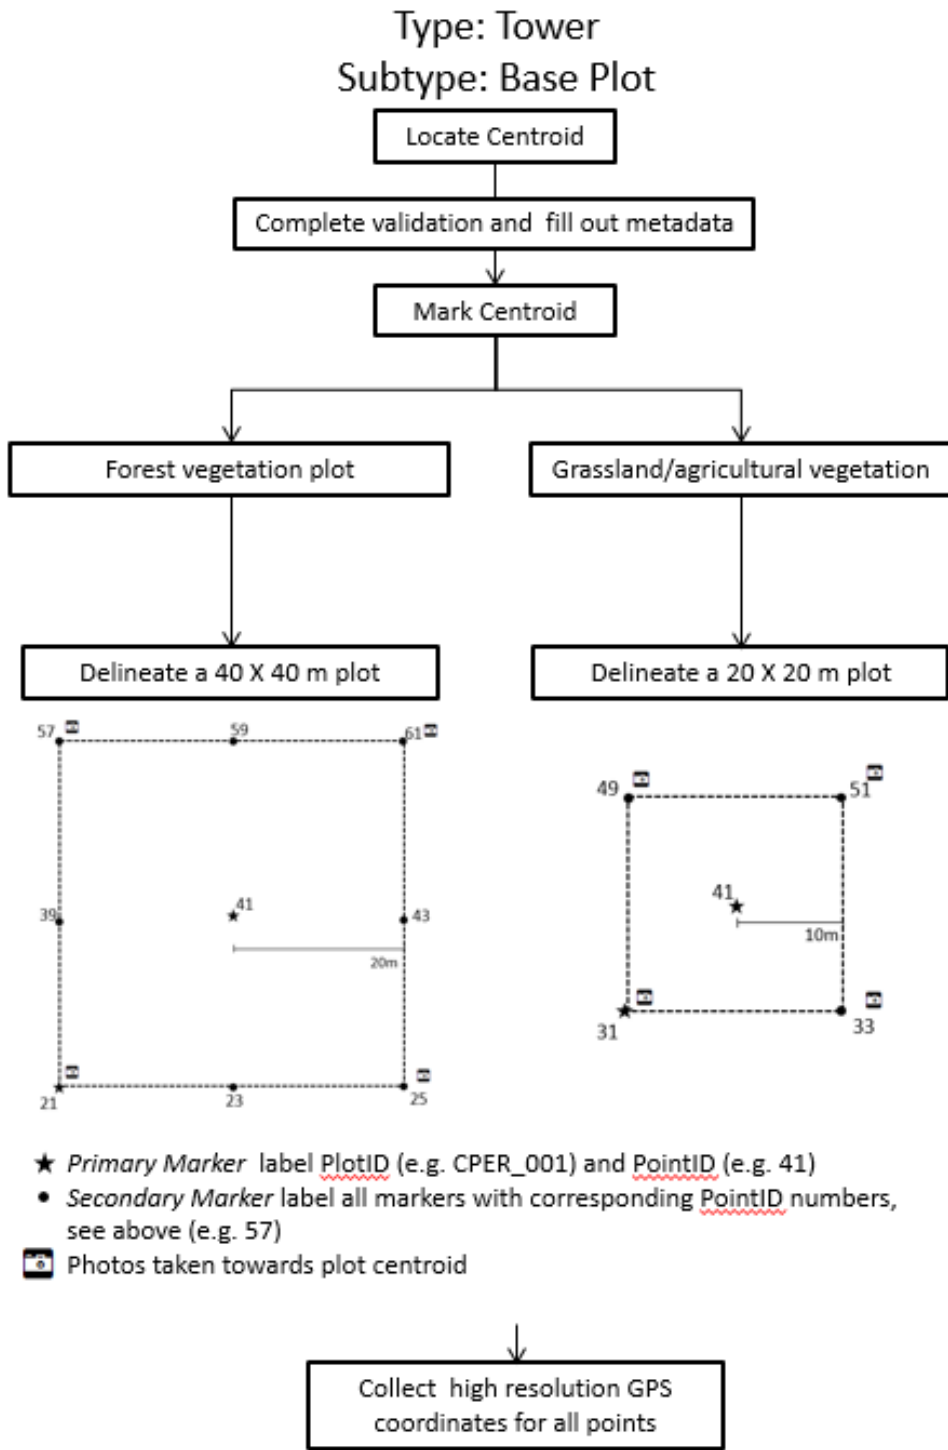 Type: Tower
Subtype: Base Plot
Locate Centroid
Complete validation and fill out metadata
Mark Centroid
Forest vegetation plot
Grassland/agricultural vegetation
Delineate a 40 X 40 m plot
Delineate a 20 X 20 m plot
57
59
61
39
41
43
20m
21
23
25
49
51
41
10m
31
33
Primary Marker label PlotID (e.g. CPER_001) and PointID (e.g. 41)
Secondary Marker label all markers with corresponding PointID numbers,
see above (e.g. 57)
Photos taken towards plot centroid
Collect high resolution GPS
coordinates for all points